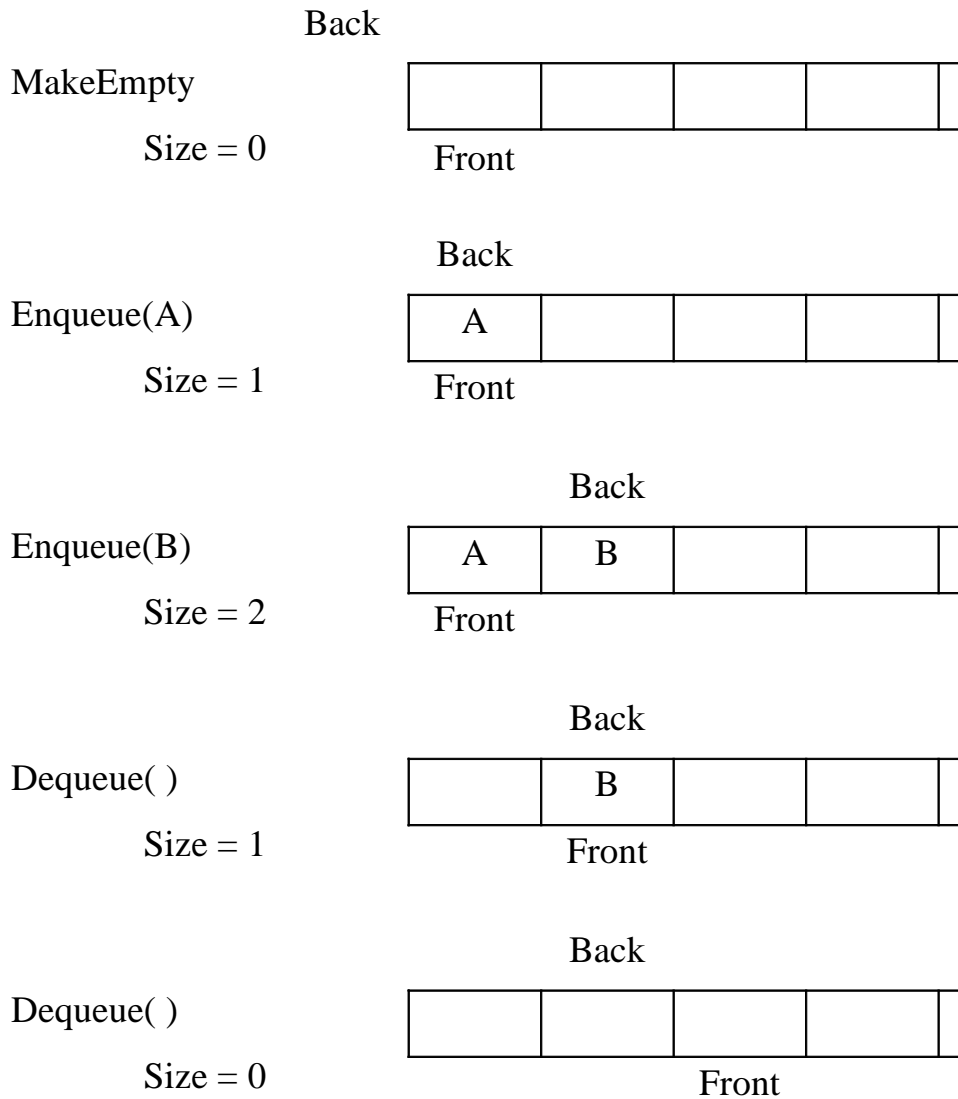 Back
MakeEmpty
Size = 0
Front
Back
Enqueue(A)
A
Size = 1
Front
Back
Enqueue(B)
A B
Size = 2
Front
Back
Dequeue( )
B
Size = 1
Front
Back
Dequeue( )
Size = 0
Front